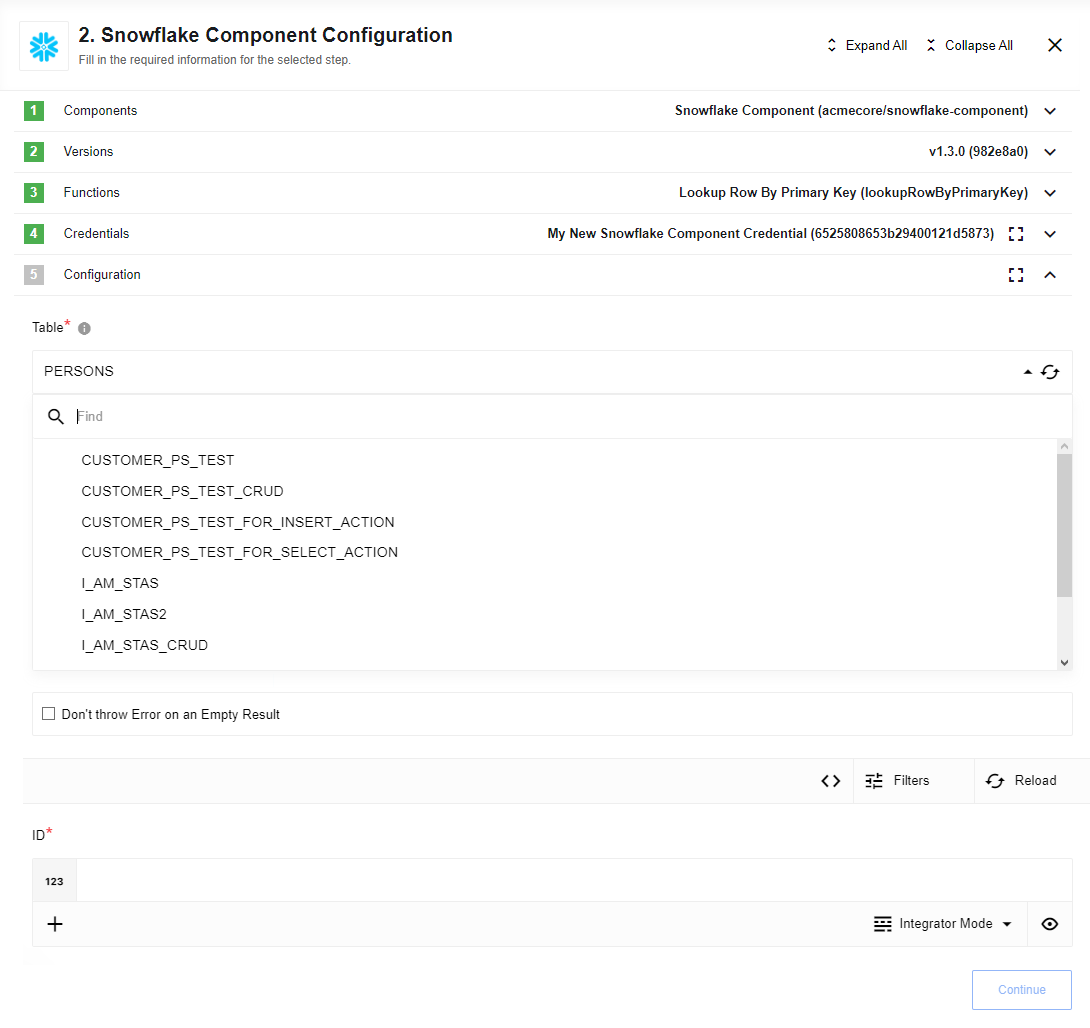 2. Snowflake Component Configuration
Fill in the required information for the selected step.
Expand All
Collapse All
1 Components Snowflake Component (acmecore/snowflake-component)
2 Versions v1.3.0 (982e8a0)
3 Functions Lookup Row By Primary Key (lookupRowByPrimaryKey)
4 Credentials My New Snowflake Component Credential (6525808653b29400121d5873)
5 Configuration
Table*
PERSONS
Find
CUSTOMER_PS_TEST
CUSTOMER_PS_TEST_CRUD
CUSTOMER_PS_TEST_FOR_INSERT_ACTION
CUSTOMER_PS_TEST_FOR_SELECT_ACTION
I_AM_STAS
I_AM_STAS2
I_AM_STAS_CRUD
Don't throw Error on an Empty Result
Filters Reload
ID*
123
Integrator Mode
Continue